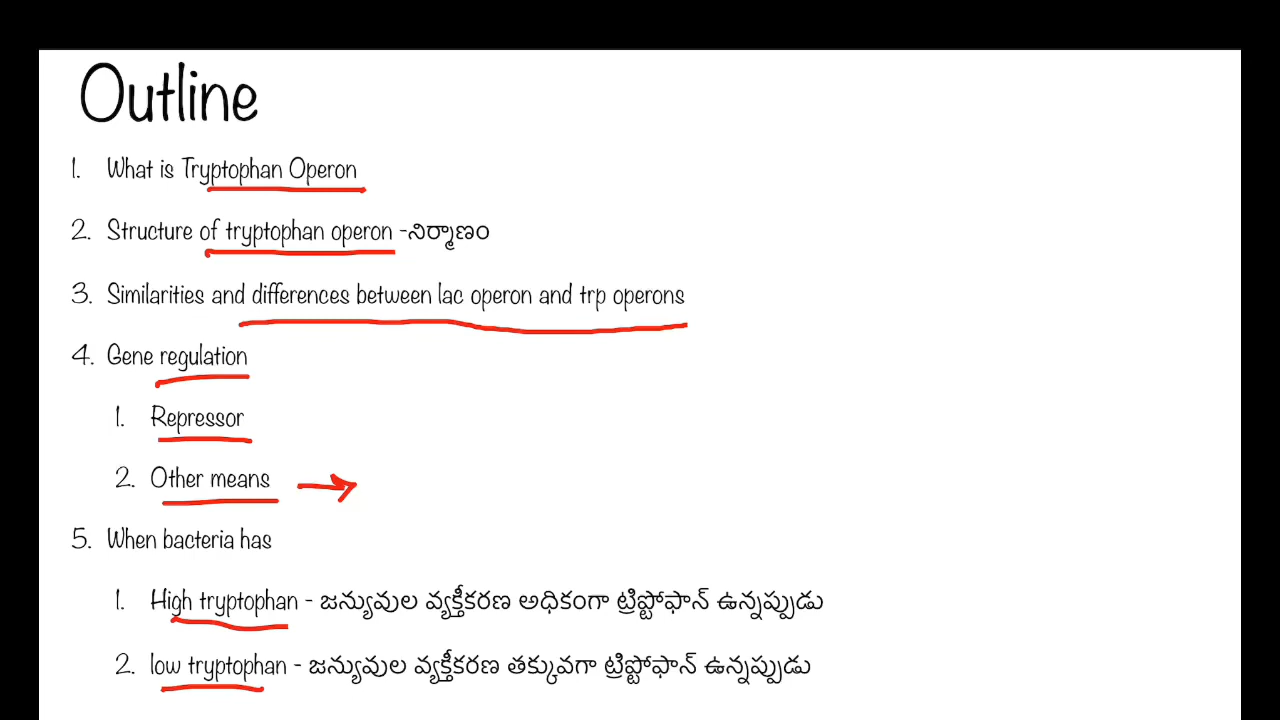 Outline
1. What is Tryptophan Operon
2. Structure of tryptophan operon -నిర్మాణం
3. Similarities and differences between lac operon and trp operons
4. Gene regulation
1. Repressor
2. Other means
5. When bacteria has
1. High tryptophan - జన్యువుల వ్యక్తీకరణ అధికంగా ట్రిప్టోఫాన్ ఉన్నప్పుడు
2. low tryptophan - జన్యువుల వ్యక్తీకరణ తక్కువగా ట్రిప్టోఫాన్ ఉన్నప్పుడు